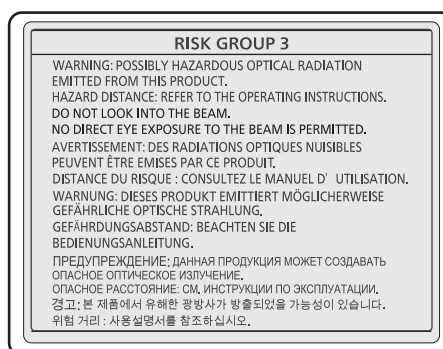 RISK GROUP 3
WARNING: POSSIBLY HAZARDOUS OPTICAL RADIATION
EMITTED FROM THIS PRODUCT.
HAZARD DISTANCE: REFER TO THE OPERATING INSTRUCTIONS.
DO NOT LOOK INTO THE BEAM.
NO DIRECT EYE EXPOSURE TO THE BEAM IS PERMITTED.
AVERTISSEMENT: DES RADIATIONS OPTIQUES NUISIBLES
PEUVENT ÊTRE EMISES PAR CE PRODUIT.
DISTANCE DU RISQUE : CONSULTEZ LE MANUEL D' UTILISATION.
WARNUNG: DIESES PRODUKT EMITTIERT MÖGLICHERWEISE
GEFÄHRLICHE OPTISCHE STRAHLUNG.
GEFÄHRDUNGSABSTAND: BEACHTEN SIE DIE
BEDIENUNGSANLEITUNG.
ПРЕДУПРЕЖДЕНИЕ: ДАННАЯ ПРОДУКЦИЯ МОЖЕТ СОЗДАВАТЬ
ОПАСНОЕ ОПТИЧЕСКОЕ ИЗЛУЧЕНИЕ.
ОПАСНОЕ РАССТОЯНИЕ: СМ. ИНСТРУКЦИИ ПО ЭКСПЛУАТАЦИИ.
경고: 본 제품에서 유해한 광방사가 방출되었을 가능성이 있습니다.
위험 거리 : 사용설명서를 참조하십시오.